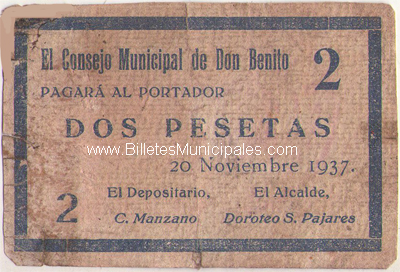 El Consejo Municipal de Don Benito 2
PAGARÁ AL PORTADOR
DOS PESETAS
www.BilletesMunicipales.com
20 Noviembre 1937.
El Depositario, El Alcalde,
2
C. Manzano Doroteo S. Pajares